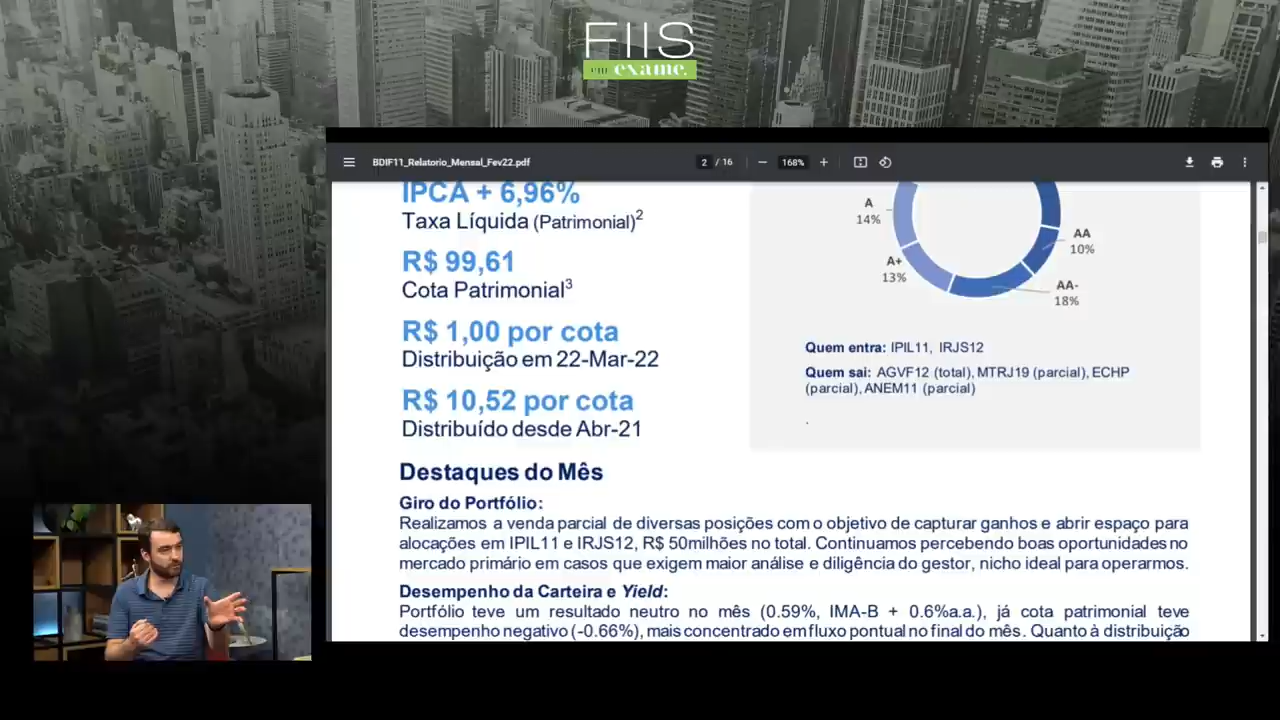 FIIS
em exame.
BDIF11_Relatorio_Mensal_Fev22.pdf
2 / 16
168%
IPCA + 6,96%
Taxa Líquida (Patrimonial)2
R$ 99,61
Cota Patrimonial3
R$ 1,00 por cota
Distribuição em 22-Mar-22
R$ 10,52 por cota
Distribuído desde Abr-21
A
14%
A+
13%
AA
10%
AA-
18%
Quem entra: IPIL11, IRJS12
Quem sai: AGVF12 (total), MTRJ19 (parcial), ECHP
(parcial), ANEM11 (parcial)
.
Destaques do Mês
Giro do Portfólio:
Realizamos a venda parcial de diversas posições com o objetivo de capturar ganhos e abrir espaço para
alocações em IPIL11 e IRJS12, R$ 50milhões no total. Continuamos percebendo boas oportunidades no
mercado primário em casos que exigem maior análise e diligência do gestor, nicho ideal para operarmos.
Desempenho da Carteira e Yield:
Portfólio teve um resultado neutro no mês (0.59%, IMA-B + 0.6%a.a.), já cota patrimonial teve
desempenho negativo (-0.66%), mais concentrado em fluxo pontual no final do mês. Quanto à distribuição